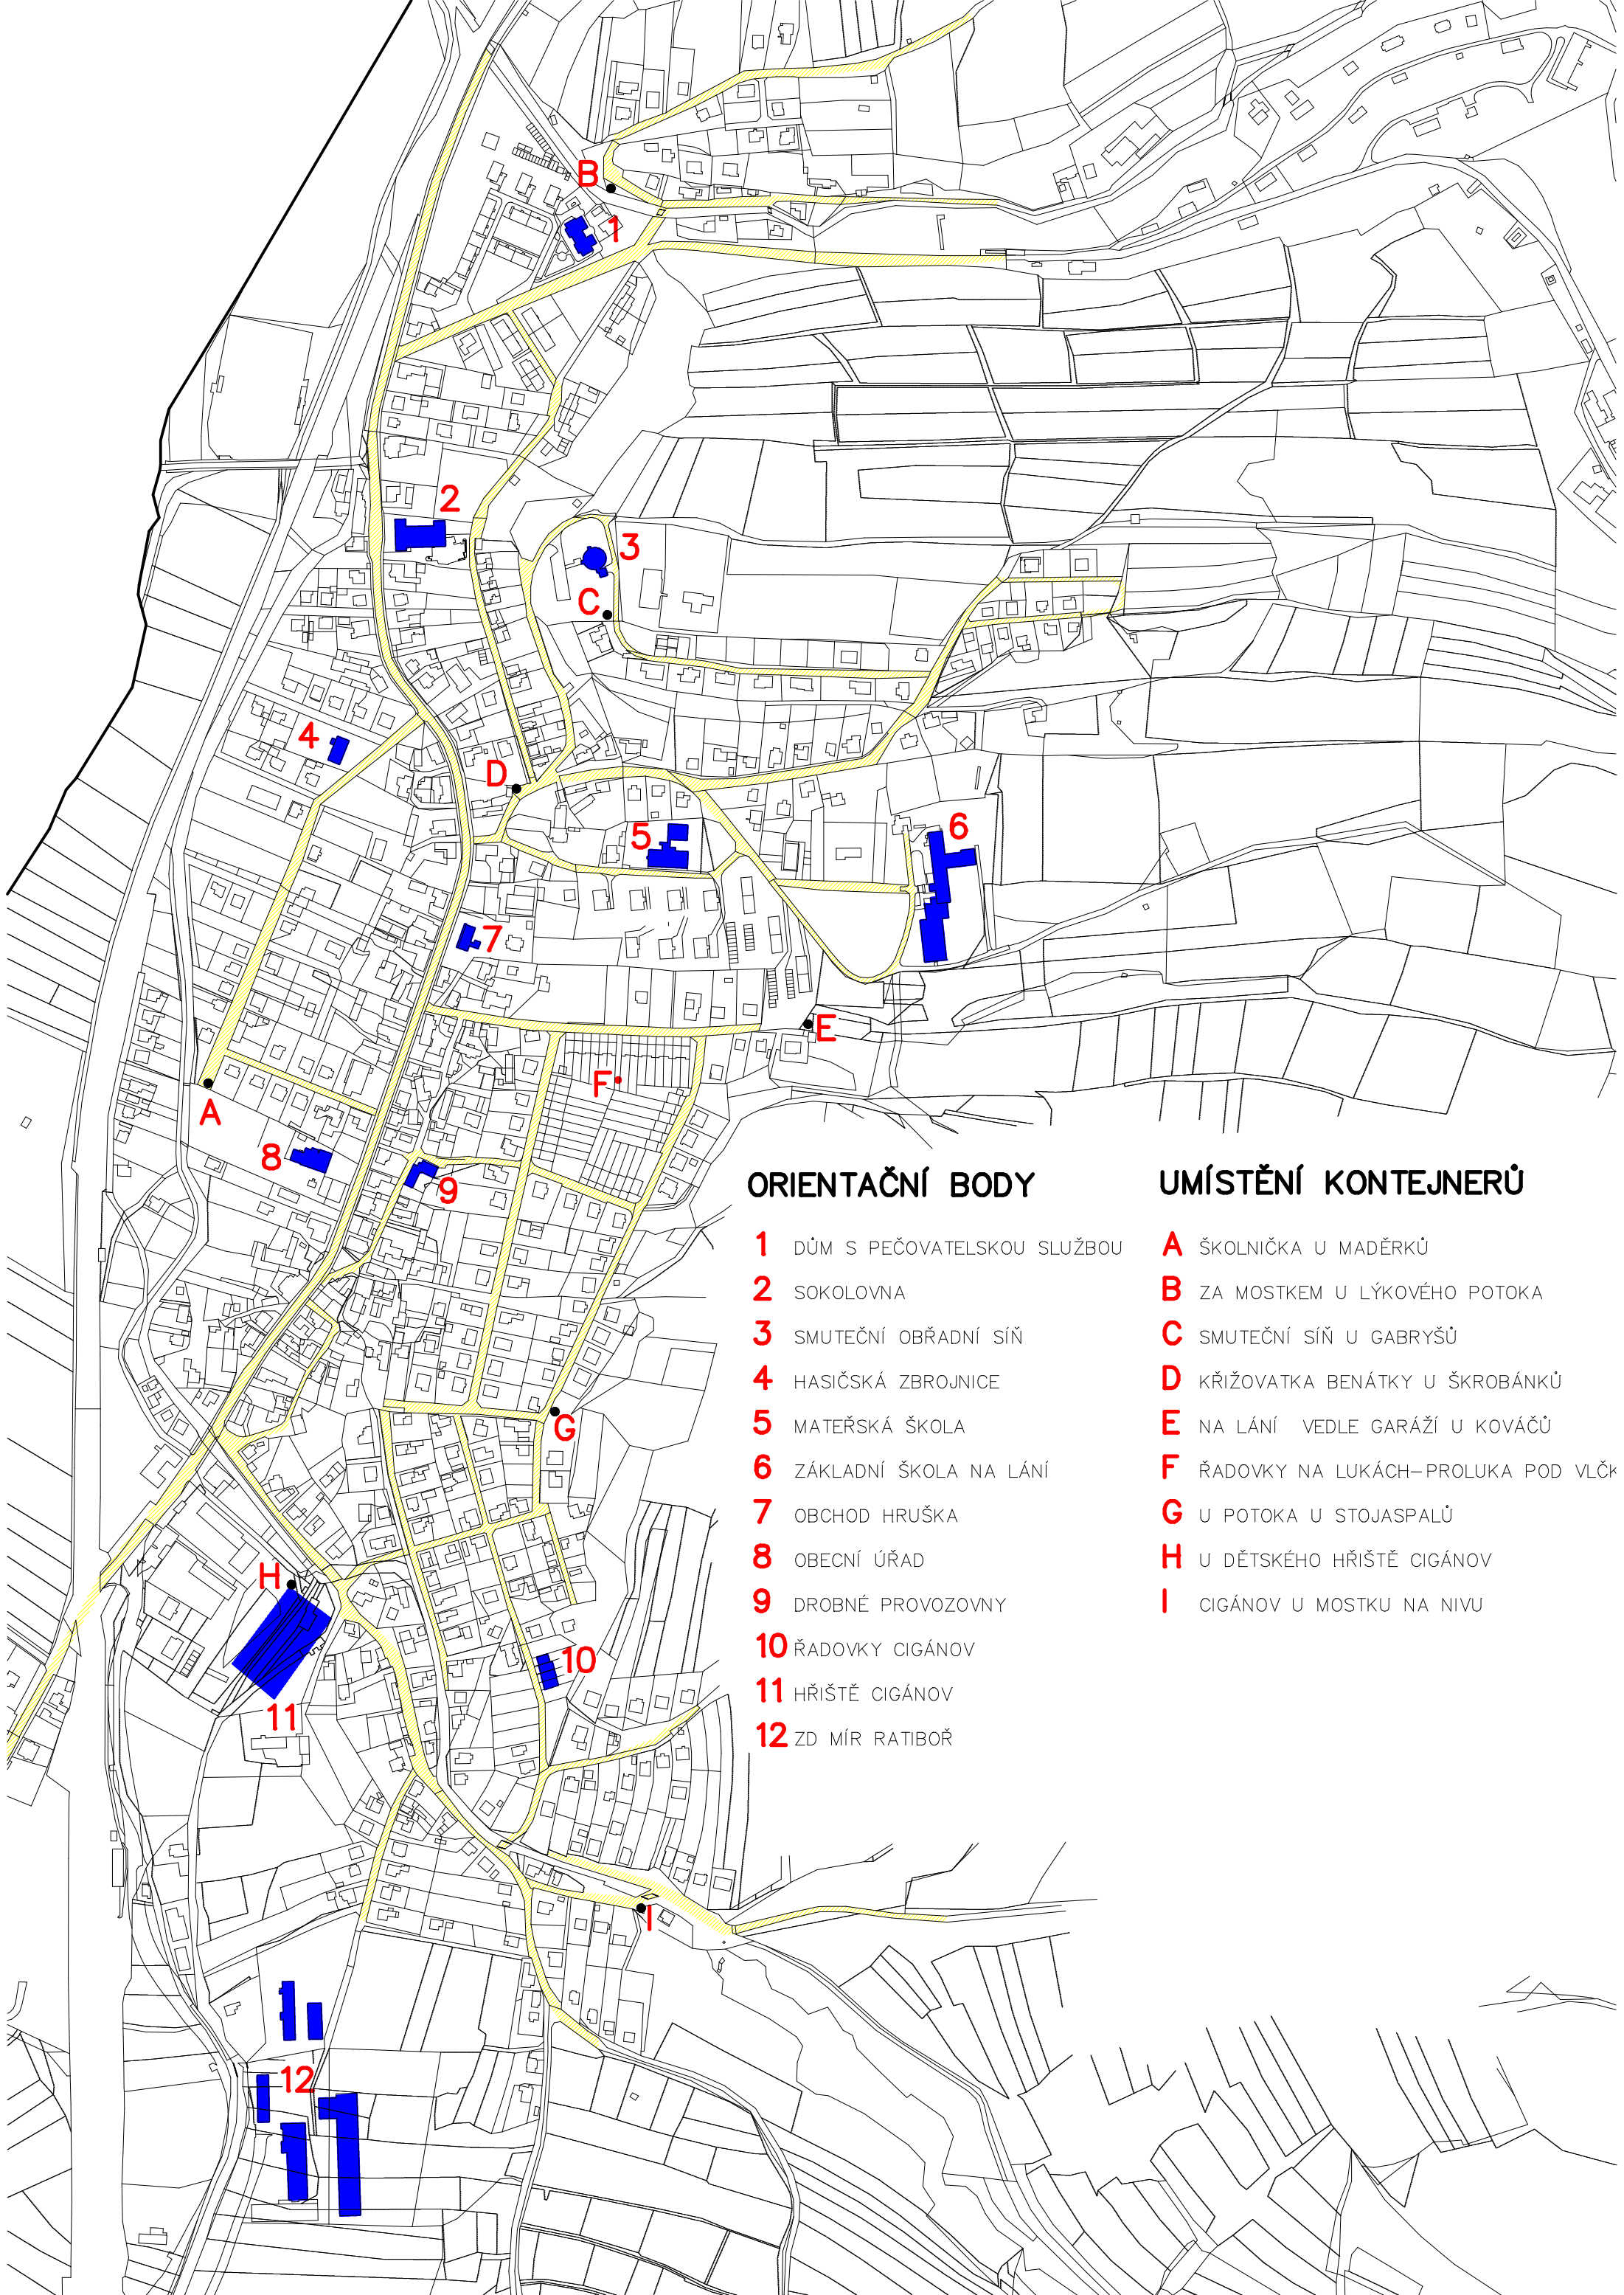 B
1
2
3
C
4
D
5
6
7
E
F
A
8
9
G
H
10
11
I
12
ORIENTAČNÍ BODY
1 DŮM S PEČOVATELSKOU SLUŽBOU
2 SOKOLOVNA
3 SMUTEČNÍ OBŘADNÍ SÍŇ
4 HASIČSKÁ ZBROJNICE
5 MATEŘSKÁ ŠKOLA
6 ZÁKLADNÍ ŠKOLA NA LÁNÍ
7 OBCHOD HRUŠKA
8 OBECNÍ ÚŘAD
9 DROBNÉ PROVOZOVNY
10 ŘADOVKY CIGÁNOV
11 HŘIŠTĚ CIGÁNOV
12 ZD MÍR RATIBOŘ
UMÍSTĚNÍ KONTEJNERŮ
A ŠKOLNIČKA U MADĚRKŮ
B ZA MOSTKEM U LÝKOVÉHO POTOKA
C SMUTEČNÍ SÍŇ U GABRYŠŮ
D KŘIŽOVATKA BENÁTKY U ŠKROBÁNKŮ
E NA LÁNÍ VEDLE GARÁŽÍ U KOVÁČŮ
F ŘADOVKY NA LUKÁCH-PROLUKA POD
G U POTOKA U STOJASPALŮ
H U DĚTSKÉHO HŘIŠTĚ CIGÁNOV
I CIGÁNOV U MOSTKU NA NIVU